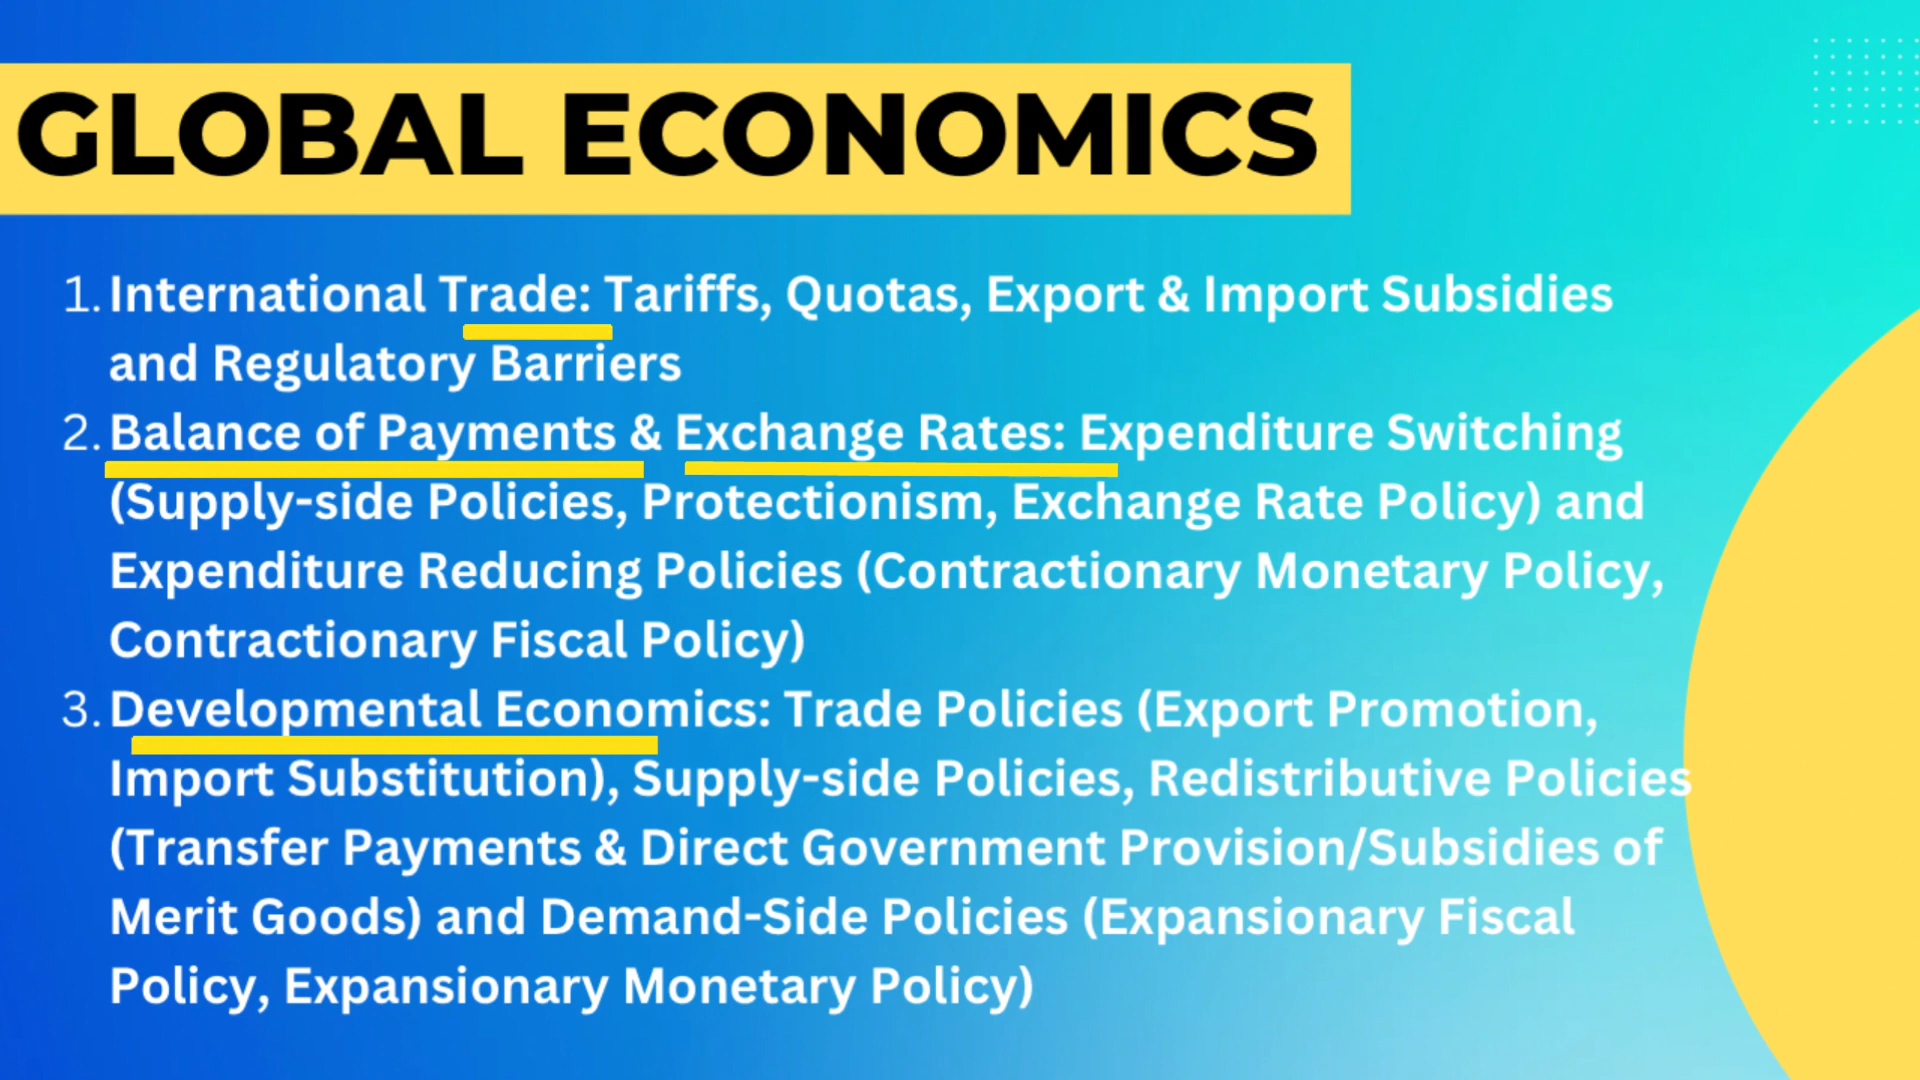 GLOBAL ECONOMICS
1. International Trade: Tariffs, Quotas, Export & Import Subsidies
and Regulatory Barriers
2. Balance of Payments & Exchange Rates: Expenditure Switching
(Supply-side Policies, Protectionism, Exchange Rate Policy) and
Expenditure Reducing Policies (Contractionary Monetary Policy,
Contractionary Fiscal Policy)
3. Developmental Economics: Trade Policies (Export Promotion,
Import Substitution), Supply-side Policies, Redistributive Policies
(Transfer Payments & Direct Government Provision/Subsidies of
Merit Goods) and Demand-Side Policies (Expansionary Fiscal
Policy, Expansionary Monetary Policy)